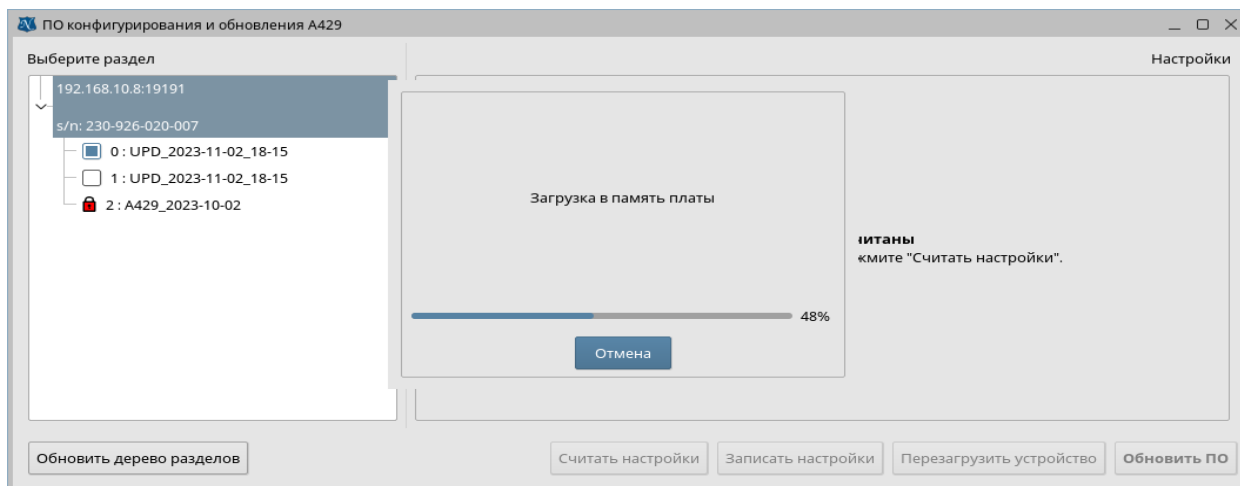 ПО конфигурирования и обновления А429
Выберите раздел
Настройки
192.168.10.8:19191
s/n: 230-926-020-007
0 : UPD_2023-11-02_18-15
1 : UPD_2023-11-02_18-15
2 : A429_2023-10-02
Загрузка в память платы
"Считать настройки".
48%
Отмена
Обновить дерево разделов
Считать настройки
Записать настройки
Перезагрузить устройство
Обновить ПО